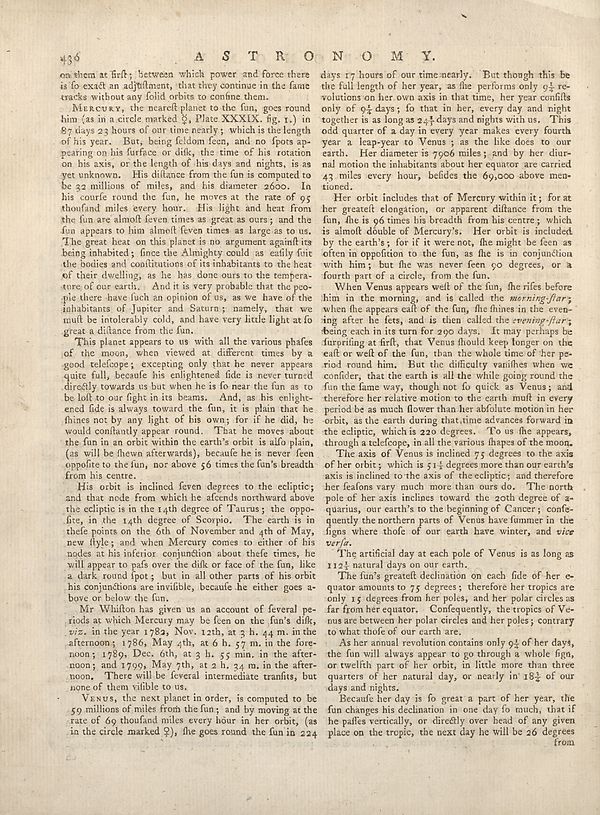 436 A S T R O N O M Y.
on them at firſt; between which power and force there
is ſo exact an adjuſtment, that they continue in the ſame
tracks without any ſolid orbits to confine them.
MERCURY, the neareſt planet to the ſun, goes round
him (as in a circle marked ☿, Plate XXXIX. fig. 1.) in
87 days 23 hours of our time nearly; which is the length
of his year. But, being ſeldom ſeen, and no ſpots ap-
pearing on his ſurface or diſk, the time of his rotation
on his axis, or the length of his days and nights, is as
yet unknown. His diſtance from the ſun is computed to
be 32 millions of miles, and his diameter 2600. In
his courſe round the ſun, he moves at the rate of 95
thouſand miles every hour. His light and heat from
the ſun are almoſt ſeven times as great as ours; and the
ſun appears to him almoſt ſeven times as large as to us.
The great heat on this planet is no argument againſt its
being inhabited; ſince the Almighty could as eaſily ſuit
the bodies and conſtitutions of its inhabitants to the heat
of their dwelling, as he has done ours to the tempera-
ture of our earth. And it is very probable that the peo-
ple there have ſuch an opinion of us, as we have of the
inhabitants of Jupiter and Saturn; namely, that we
muſt be intolerably cold, and have very little light at ſo
great a diſtance from the ſun.
This planet appears to us with all the various phaſes
of the moon, when viewed at different times by a
good teleſcope; excepting only that he never appears
quite full, becauſe his enlightened ſide is never turned
directly towards us but when he is ſo near the ſun as to
be loſt to our ſight in its beams. And, as his enlight-
ened ſide is always toward the ſun, it is plain that he
ſhines not by any light of his own; for if he did, he
would conſtantly appear round. That he moves about
the ſun in an orbit within the earth's orbit is alſo plain,
(as will be ſhewn afterwards), becauſe he is never ſeen
oppoſite to the ſun, nor above 56 times the ſun's breadth
from his centre.
His orbit is inclined ſeven degrees to the ecliptic;
and that node from which he aſcends northward above
the ecliptic is in the 14th degree of Taurus; the oppo-
ſite, in the 14th degree of Scorpio. The earth is in
theſe points on the 6th of November and 4th of May,
new ſtyle; and when Mercury comes to either of his
nodes at his inferior conjunction about theſe times, he
will appear to paſs over the diſk or face of the ſun, like
a dark round ſpot; but in all other parts of his orbit
his conjunctions are inviſible, becauſe he either goes a-
bove or below the ſun.
Mr Whiſton has given us an account of ſeveral pe-
riods at which Mercury may be ſeen on the ſun's diſk,
viz. in the year 1782, Nov. 12th, at 3 h. 44 m. in the
afternoon; 1786, May 4th, at 6 h. 57 m. in the fore-
noon; 1789, Dec. 6th, at 3 h. 55 min. in the after-
noon; and 1799, May 7th, at 2 h. 34 m. in the after-
noon. There will be ſeveral intermediate tranſits, but
none of them viſible to us.
VENUS, the next planet in order, is computed to be
59 millions of miles from the ſun; and by moving at the
rate of 69 thouſand miles every hour in her orbit, (as
in the circle marked ♀), ſhe goes round the ſun in 224
days 17 hours of our time nearly. But though this be
the full length of her year, as ſhe performs only 9¼ re-
volutions on her own axis in that time, her year conſiſts
only of 9¼ days; ſo that in her, every day and night
together is as long as 24⅓ days and nights with us. This
odd quarter of a day in every year makes every fourth
year a leap-year to Venus; as the like does to our
earth. Her diameter is 7906 miles; and by her diur-
nal motion the inhabitants about her equator are carried
43 miles every hour, beſides the 69,000 above men-
tioned.
Her orbit includes that of Mercury within it; for at
her greateſt elongation, or apparent diſtance from the
ſun, ſhe is 96 times his breadth from his centre; which
is almoſt double of Mercury's. Her orbit is included
by the earth's; for if it were not, ſhe might be ſeen as
often in oppoſition to the ſun, as ſhe is in conjunction
with him; but ſhe was never ſeen 90 degrees, or a
fourth part of a circle, from the ſun.
When Venus appears weſt of the ſun, ſhe riſes before
him in the morning, and is called the morning-ſtar;
when ſhe appears eaſt of the ſun, ſhe ſhines in the even-
ing after he ſets, and is then called the evening-ſtar;
being each in its turn for 290 days. It may perhaps be
ſurpriſing at firſt, that Venus ſhould keep longer on the
eaſt or weſt of the ſun, than the whole time of her pe-
riod round him. But the difficulty vaniſhes when we
conſider, that the earth is all the while going round the
ſun the ſame way, though not ſo quick as Venus; and
therefore her relative motion to the earth muſt in every
period be as much ſlower than her abſolute motion in her
orbit, as the earth during that time advances forward in
the ecliptic, which is 220 degrees. To us ſhe appears,
through a teleſcope, in all the various ſhapes of the moon.
The axis of Venus is inclined 75 degrees to the axis
of her orbit; which is 51½ degrees more than our earth's
axis is inclined to the axis of the ecliptic; and therefore
her ſeaſons vary much more than ours do. The north
pole of her axis inclines toward the 20th degree of a-
quarius, our earth's to the beginning of Cancer; conſe-
quently the northern parts of Venus have ſummer in the
ſigns where thoſe of our earth have winter, and vice
verſa.
The artificial day at each pole of Venus is as long as
112½ natural days on our earth.
The ſun's greateſt declination on each ſide of her e-
quator amounts to 75 degrees; therefore her tropics are
only 15 degrees from her poles, and her polar circles as
far from her equator. Conſequently, the tropics of Ve-
nus are between her polar circles and her poles; contrary
to what thoſe of our earth are.
As her annual revolution contains only 9¼ of her days,
the ſun will always appear to go through a whole ſign,
or twelfth part of her orbit, in little more than three
quarters of her natural day, or nearly in 18¾ of our
days and nights.
Becauſe her day is ſo great a part of her year, the
ſun changes his declination in one day ſo much, that if
he paſſes vertically, or directly over head of any given
place on the tropic, the next day he will be 26 degrees
from